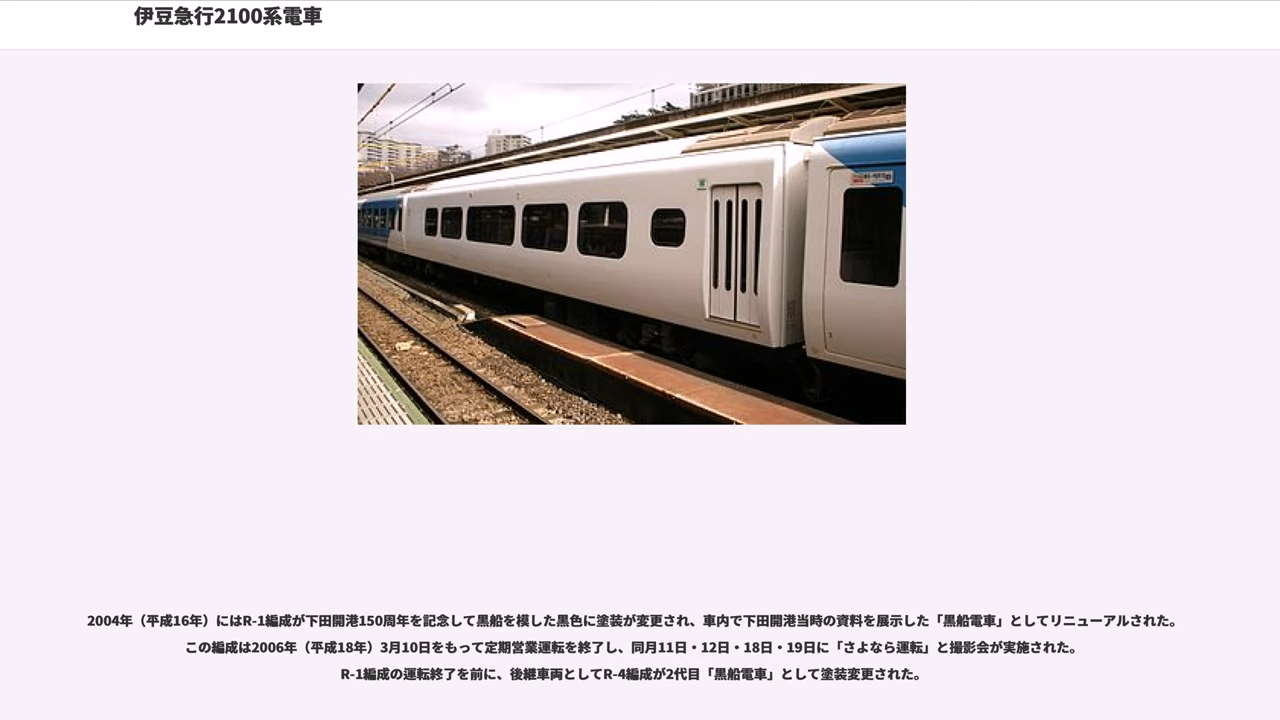 伊豆急行2100系電車
2004年（平成16年）にはR-1編成が下田開港150周年を記念して黒船を模した黒色に塗装が変更され、車内で下田開港当時の資料を展示した「黒船電車」としてリニューアルされた。
この編成は2006年（平成18年）3月10日をもって定期営業運転を終了し、同月11日・12日・18日・19日に「さよなら運転」と撮影会が実施された。
R-1編成の運転終了を前に、後継車両としてR-4編成が2代目「黒船電車」として塗装変更された。